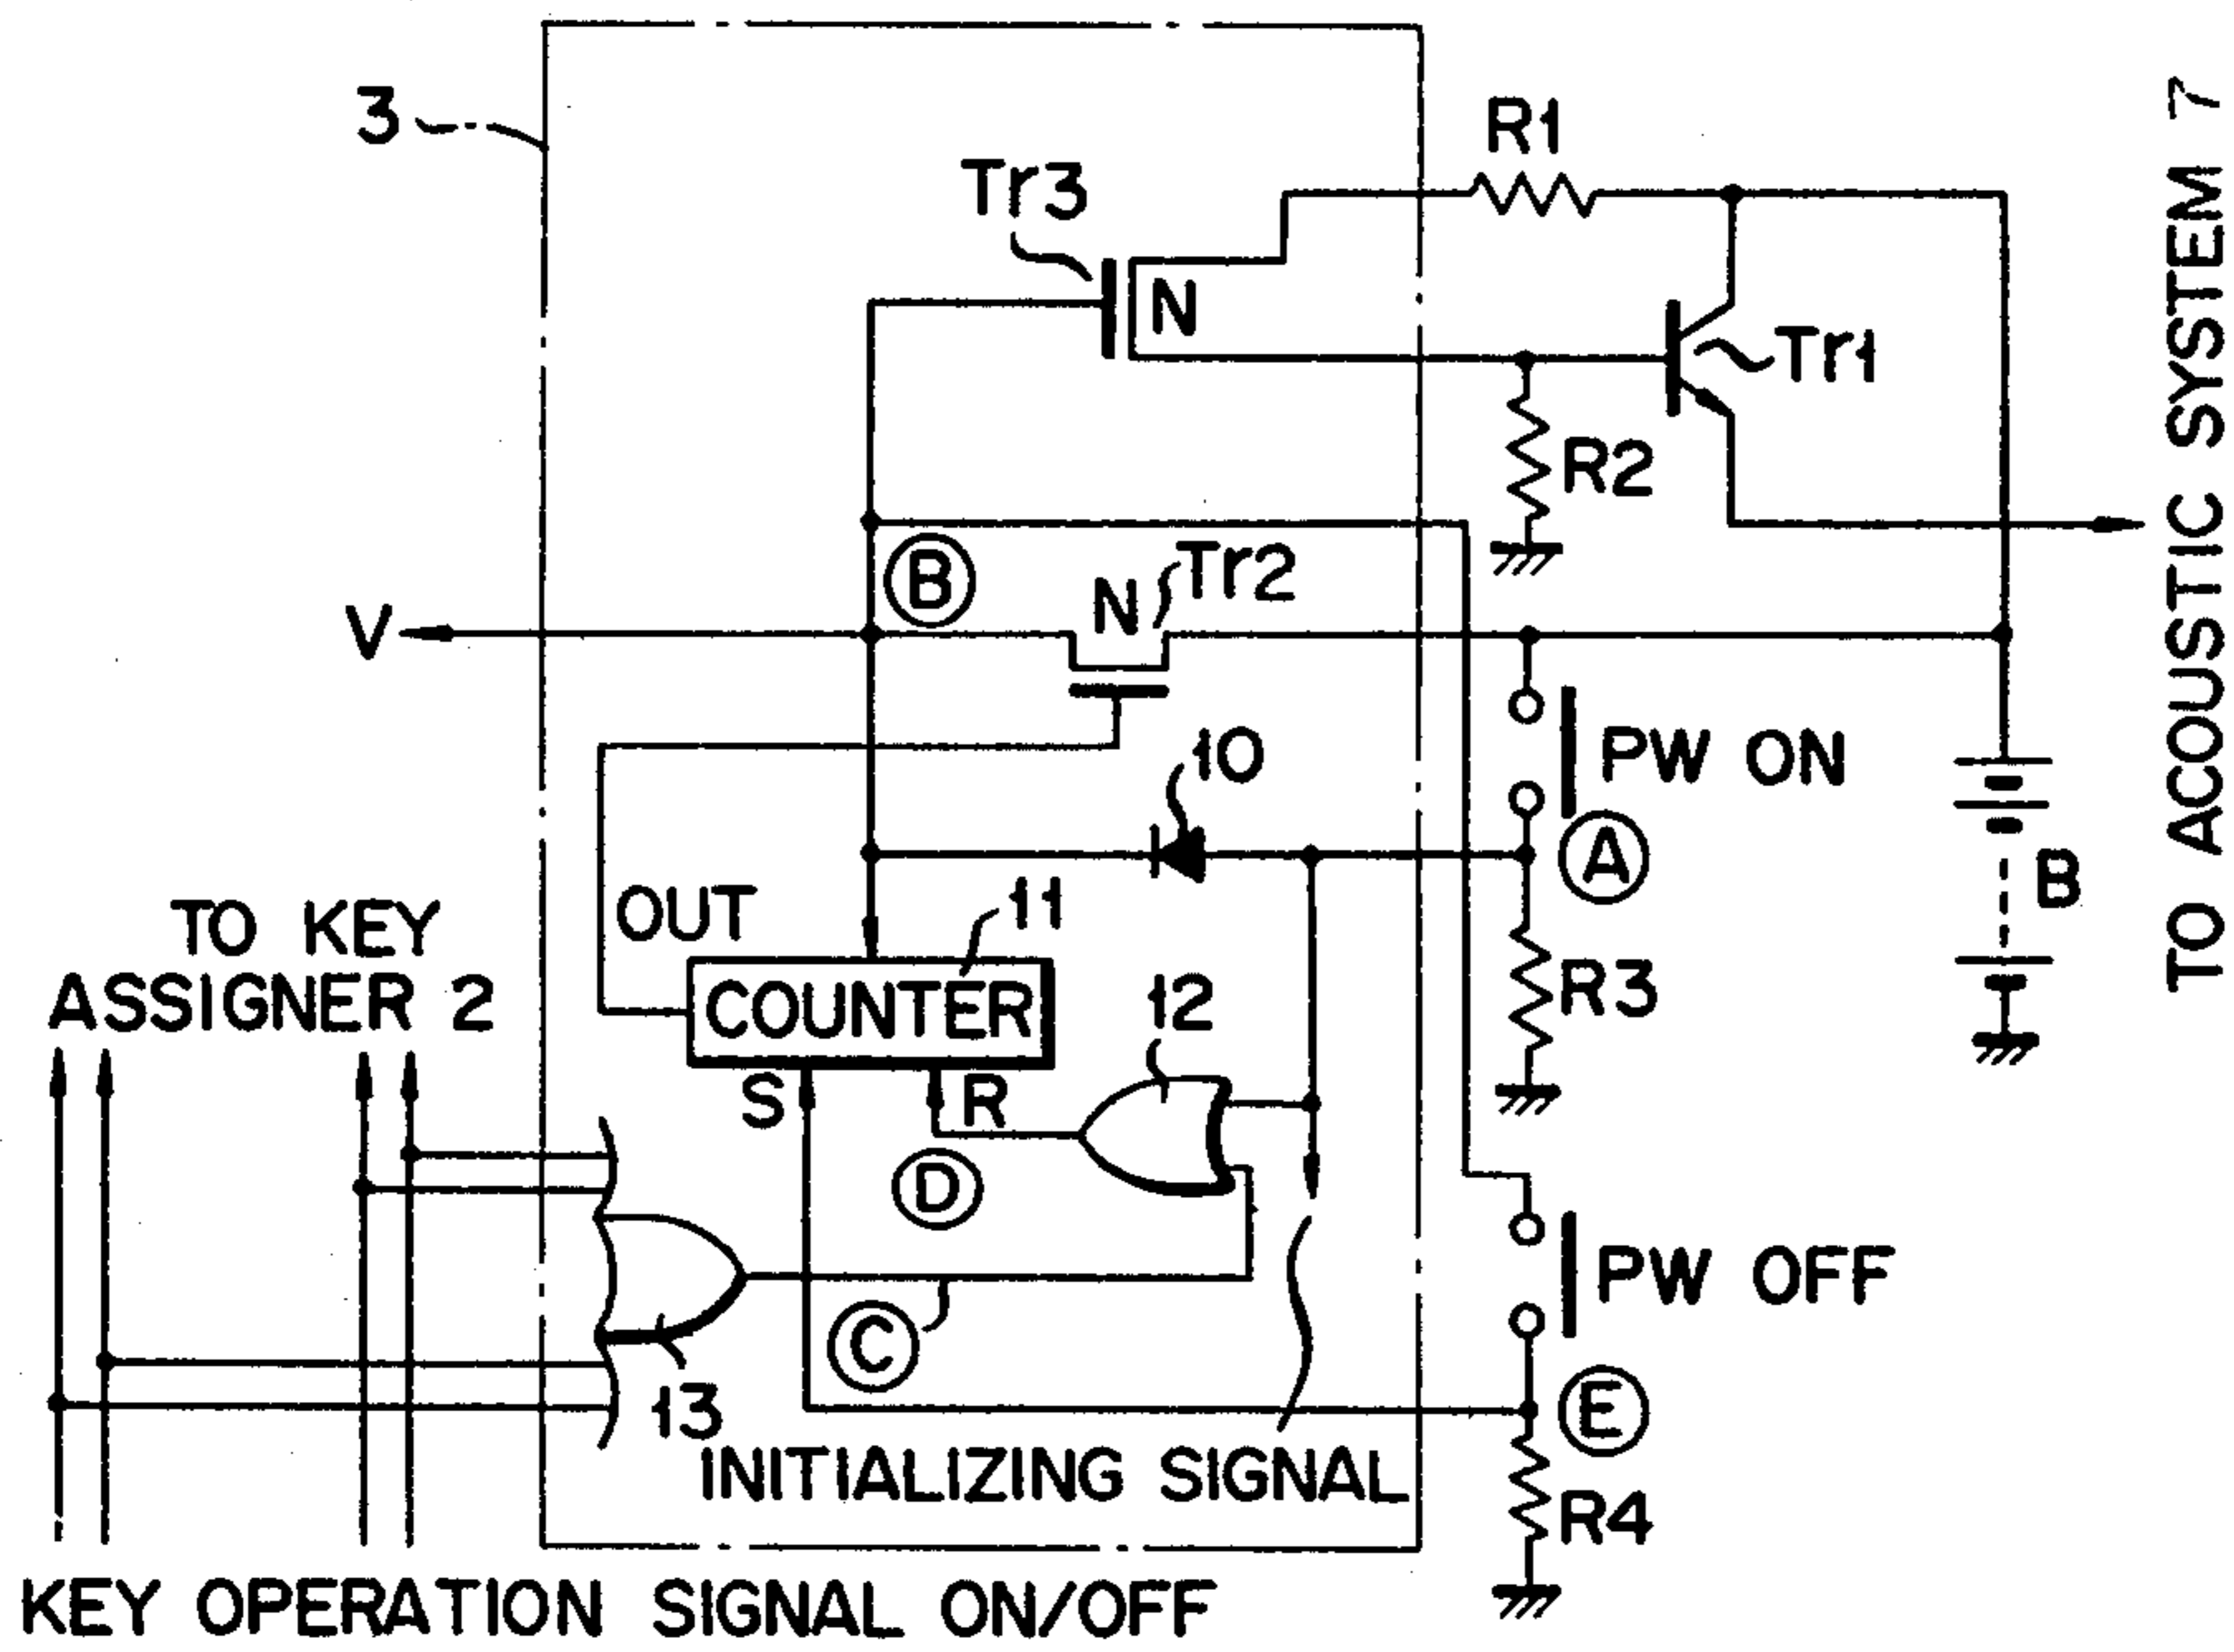 3
Tr3
R1
N
Tr1
R2
B
N
Tr2
V
10
PW ON
A
B
OUT
11
TO KEY
ASSIGNER 2
COUNTER
12
R3
S
R
D
PW OFF
C
E
13
INITIALIZING SIGNAL
R4
KEY OPERATION SIGNAL ON/OFF
TO ACOUSTIC SYSTEM 7